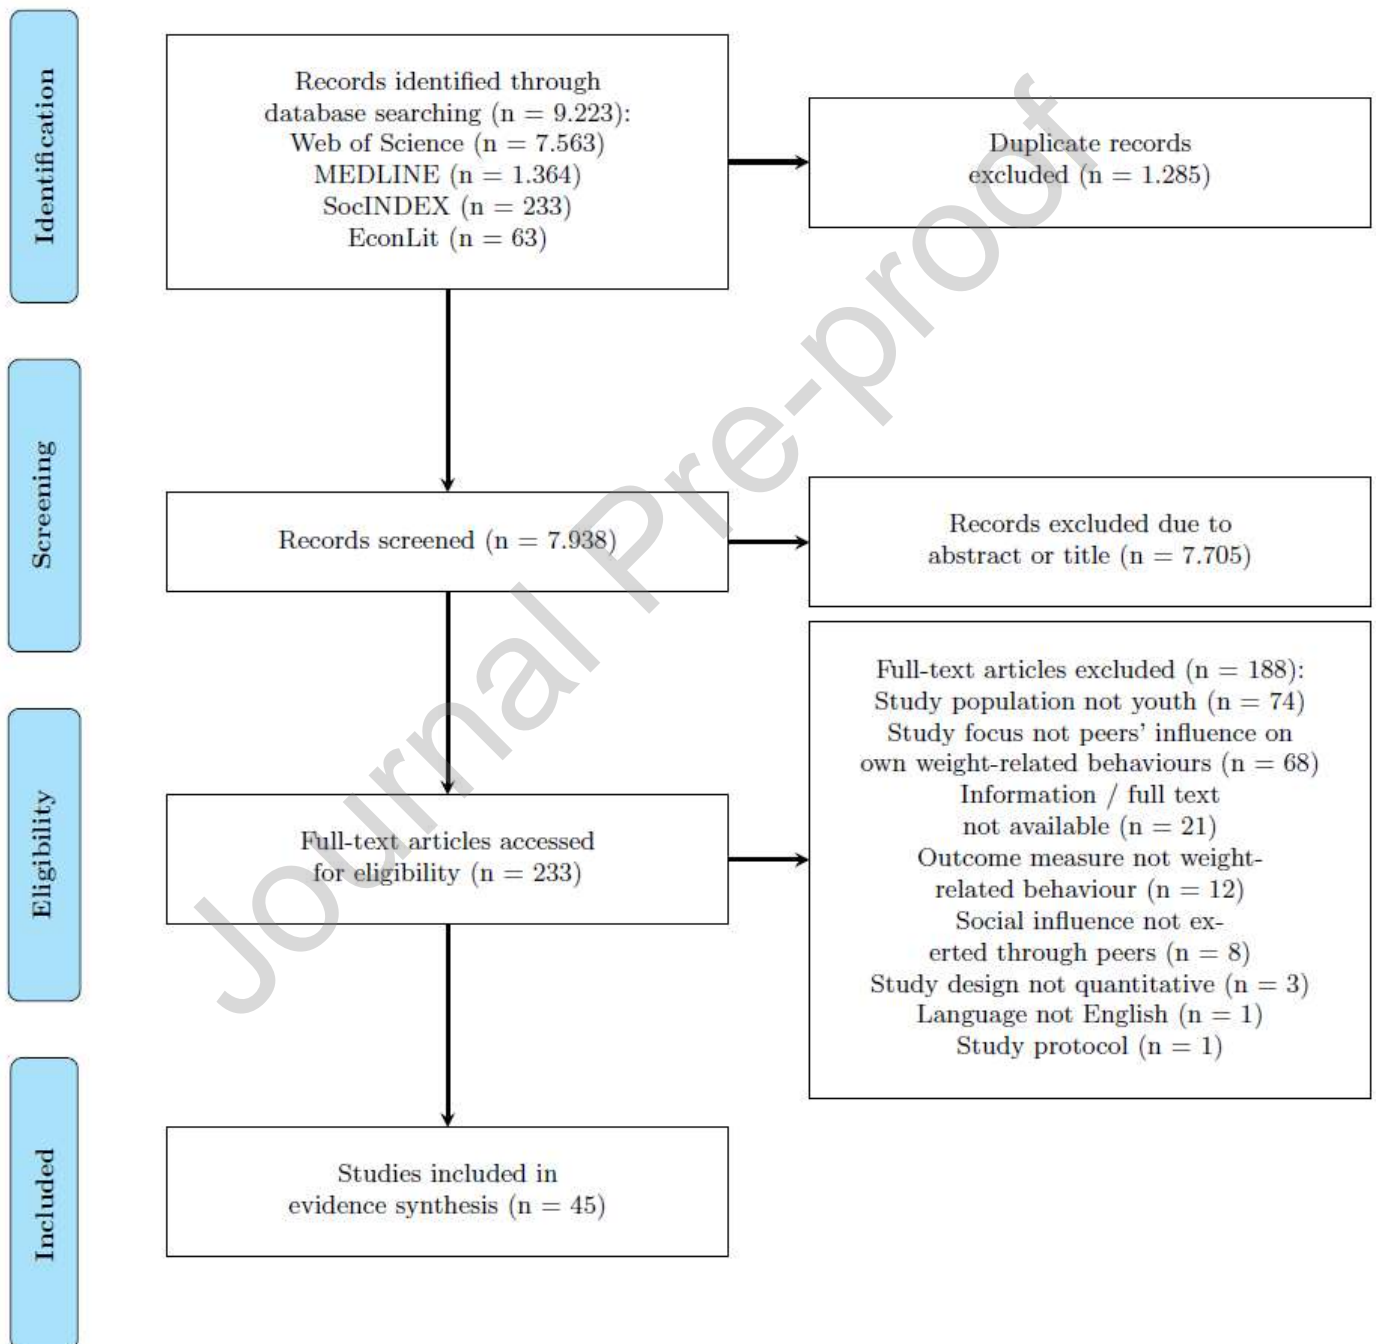 Identification
Records identified through
database searching (n = 9.223):
Web of Science (n = 7.563)
MEDLINE (n = 1.364)
SocINDEX (n = 233)
EconLit (n = 63)
Duplicate records
excluded (n = 1.285)
Screening
Records screened (n = 7.938)
Records excluded due to
abstract or title (n = 7.705)
Eligibility
Full-text articles accessed
for eligibility (n = 233)
Full-text articles excluded (n = 188):
Study population not youth (n = 74)
Study focus not peers' influence on
own weight-related behaviours (n = 68)
Information / full text
not available (n = 21)
Outcome measure not weight-
related behaviour (n = 12)
Social influence not ex-
erted through peers (n = 8)
Study design not quantitative (n = 3)
Language not English (n = 1)
Study protocol (n = 1)
Included
Studies included in
evidence synthesis (n = 45)
Journal Pre-proof